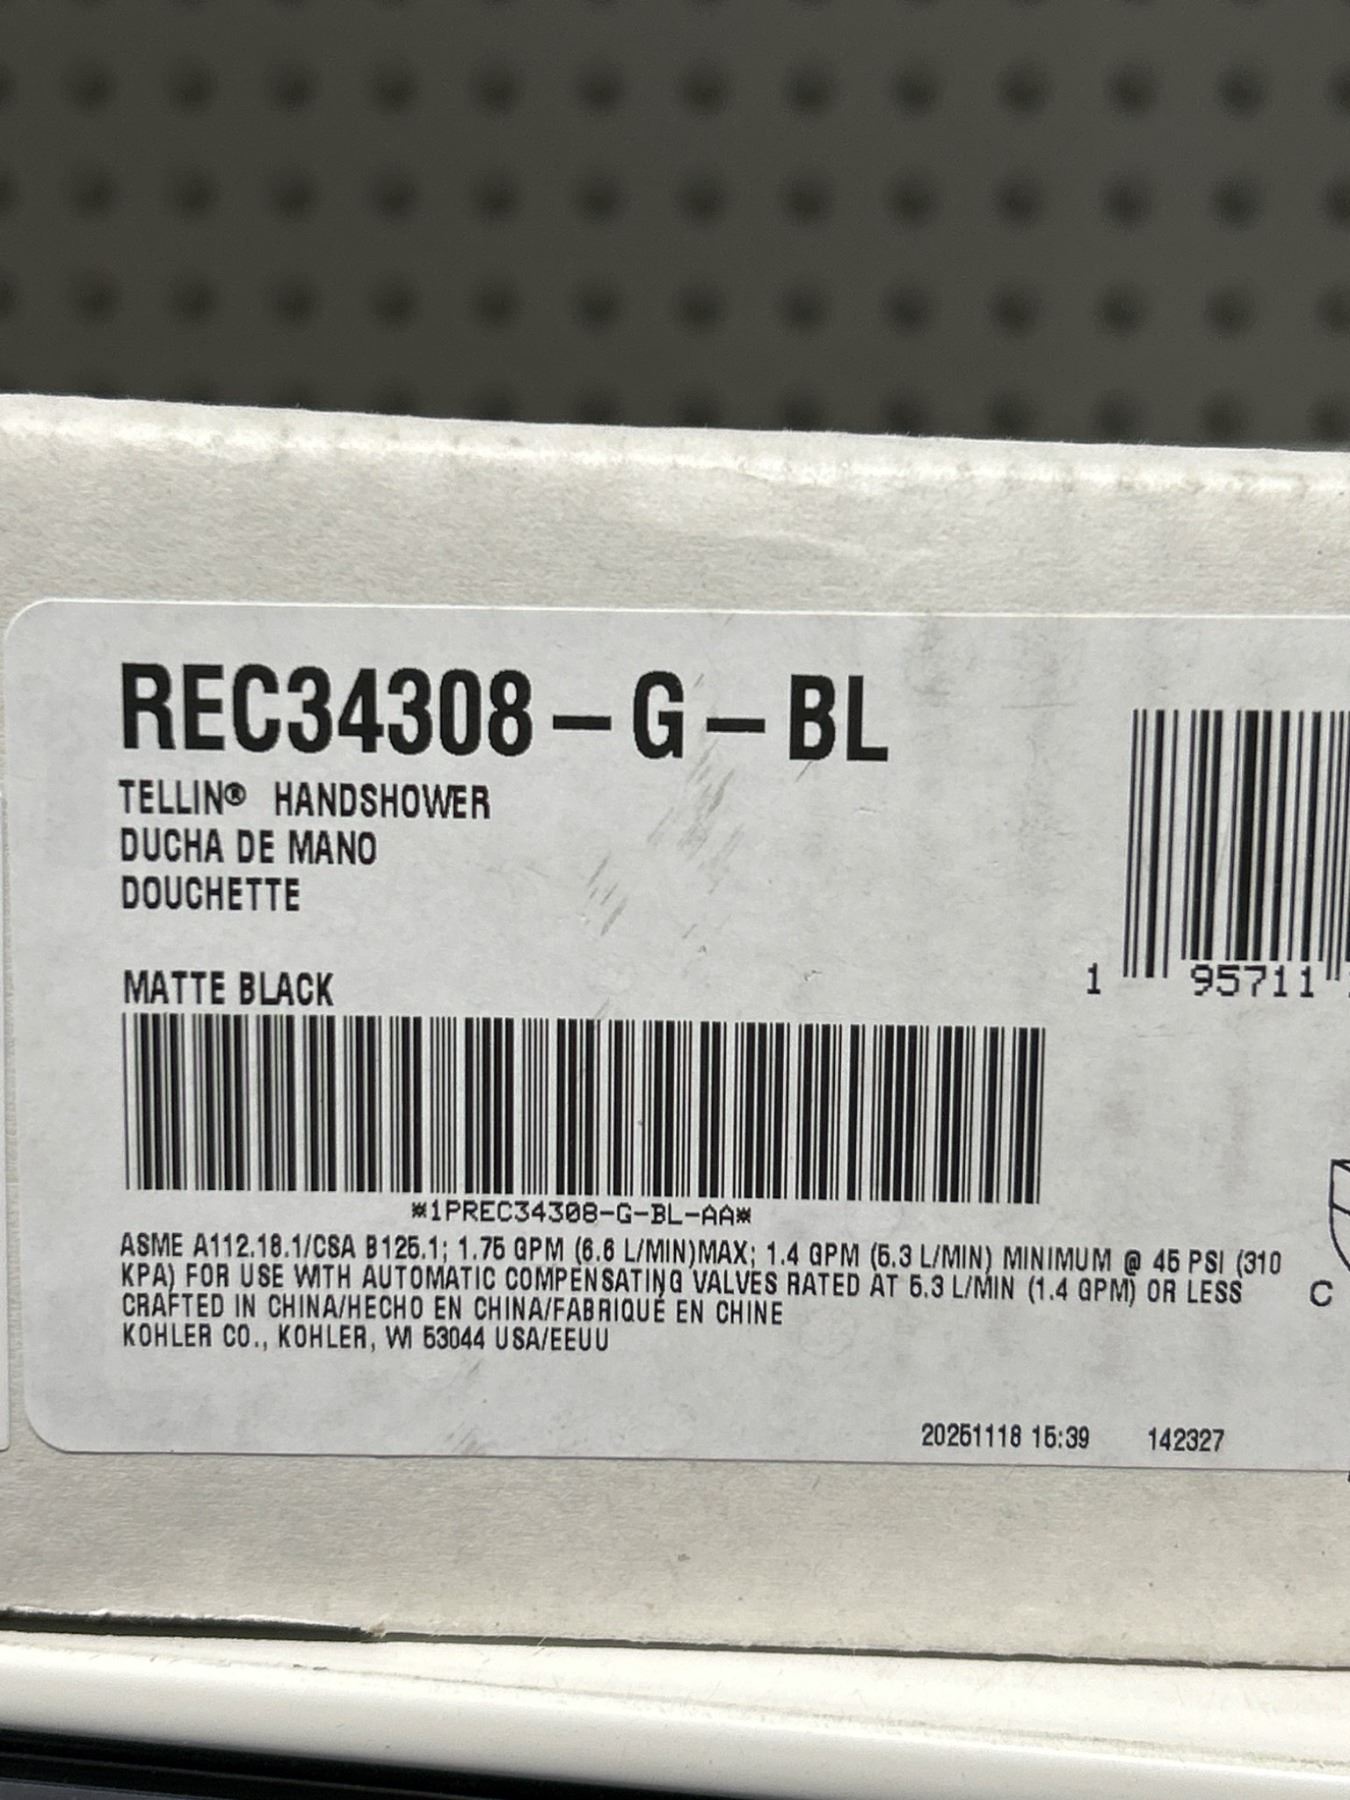 REC34308-G-BL
TELLIN® HANDSHOWER
DUCHA DE MANO
DOUCHETTE
MATTE BLACK
1 95711
*1PREC34308-G-BL-AA*
ASME A112.18.1/CSA B125.1; 1.75 GPM (6.6 L/MIN)MAX; 1.4 GPM (5.3 L/MIN) MINIMUM @ 45 PSI (310
KPA) FOR USE WITH AUTOMATIC COMPENSATING VALVES RATED AT 5.3 L/MIN (1.4 GPM) OR LESS
C
CRAFTED IN CHINA/HECHO EN CHINA/FABRIQUÉ EN CHINE
KOHLER CO., KOHLER, WI 53044 USA/EEUU
20251118 15:39 142327